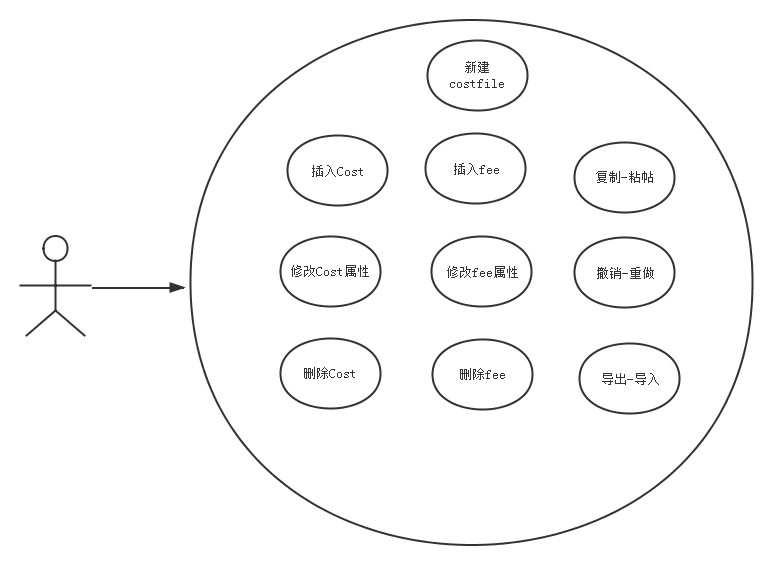 新建
costfile
插入Cost
插入fee
复制-粘帖
修改Cost属性
修改fee属性
撤销-重做
删除Cost
删除fee
导出-导入